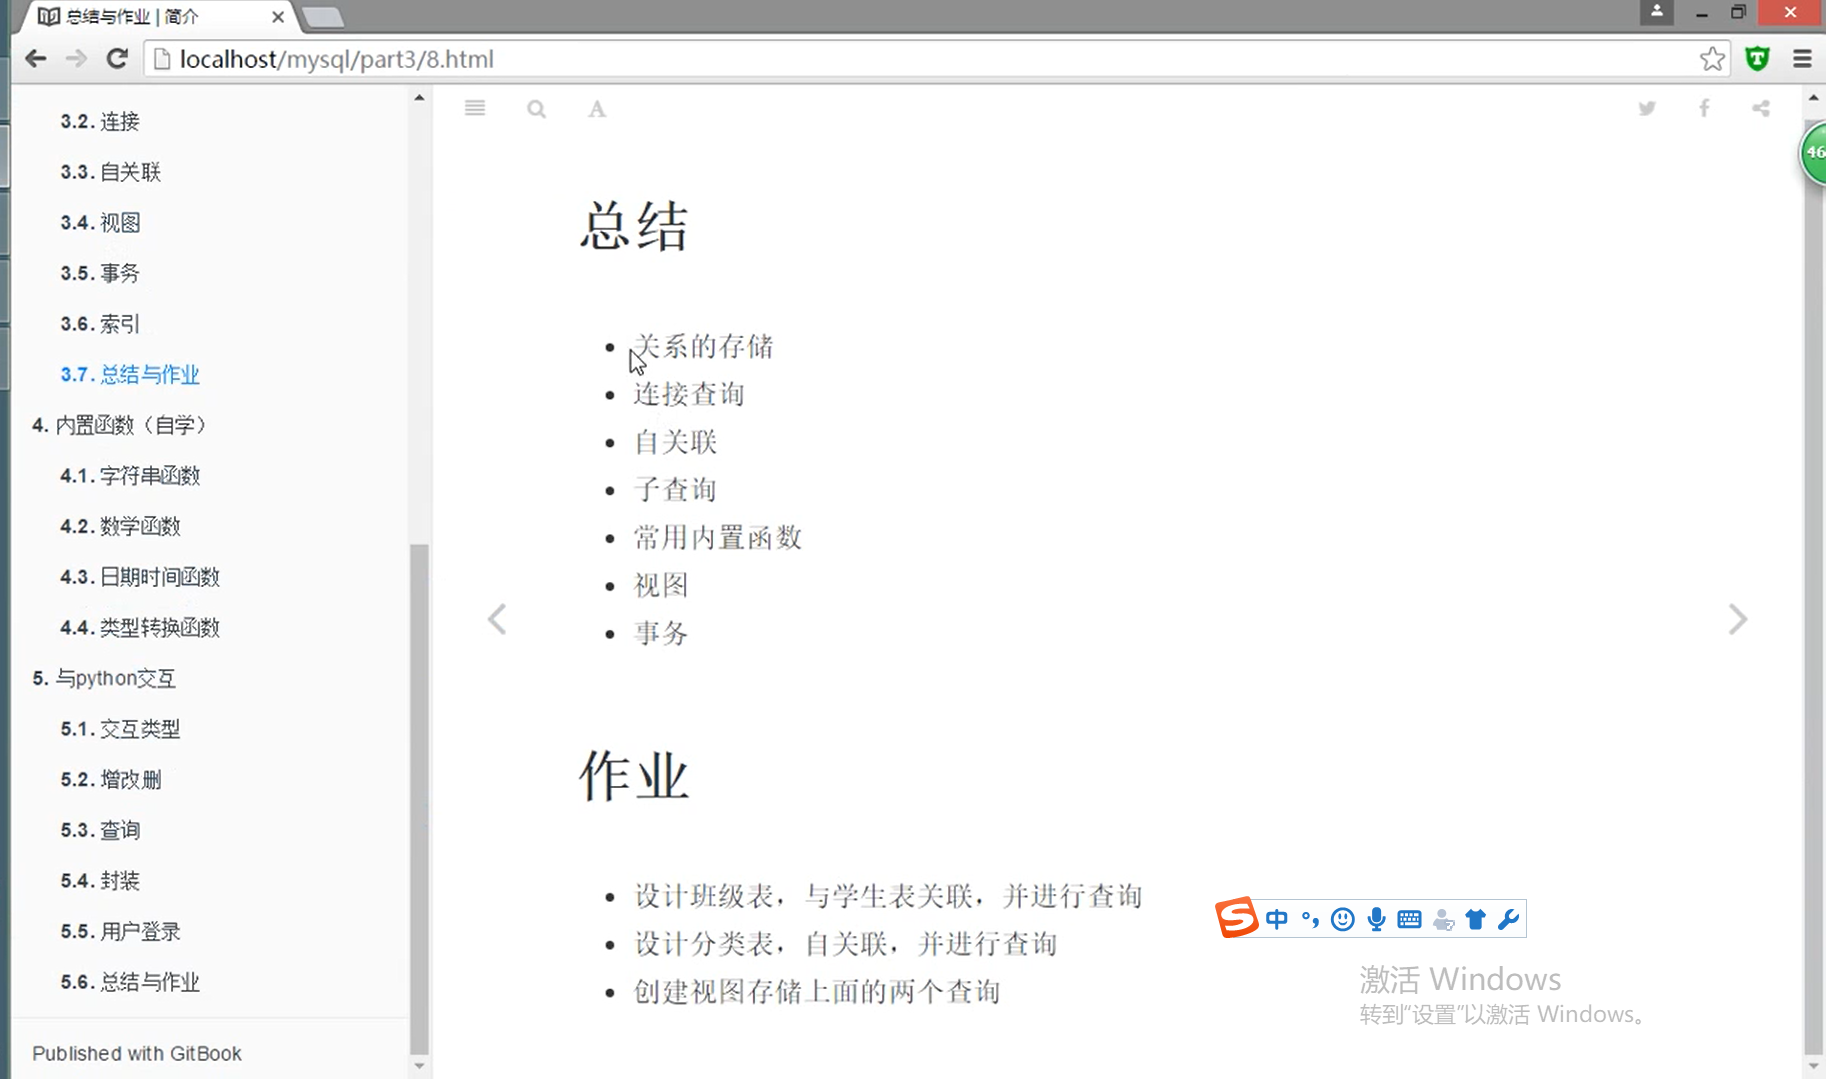 总结与作业 | 简介
localhost/mysql/part3/8.html
3.2. 连接
3.3. 自关联
3.4. 视图
3.5. 事务
3.6. 索引
3.7. 总结与作业
4. 内置函数（自学）
4.1. 字符串函数
4.2. 数学函数
4.3. 日期时间函数
4.4. 类型转换函数
5. 与python交互
5.1. 交互类型
5.2. 增改删
5.3. 查询
5.4. 封装
5.5. 用户登录
5.6. 总结与作业
Published with GitBook
A
46
总结
关系的存储
连接查询
自关联
子查询
常用内置函数
视图
事务
作业
设计班级表，与学生表关联，并进行查询
设计分类表，自关联，并进行查询
创建视图存储上面的两个查询
中
激活 Windows
转到"设置"以激活 Windows。